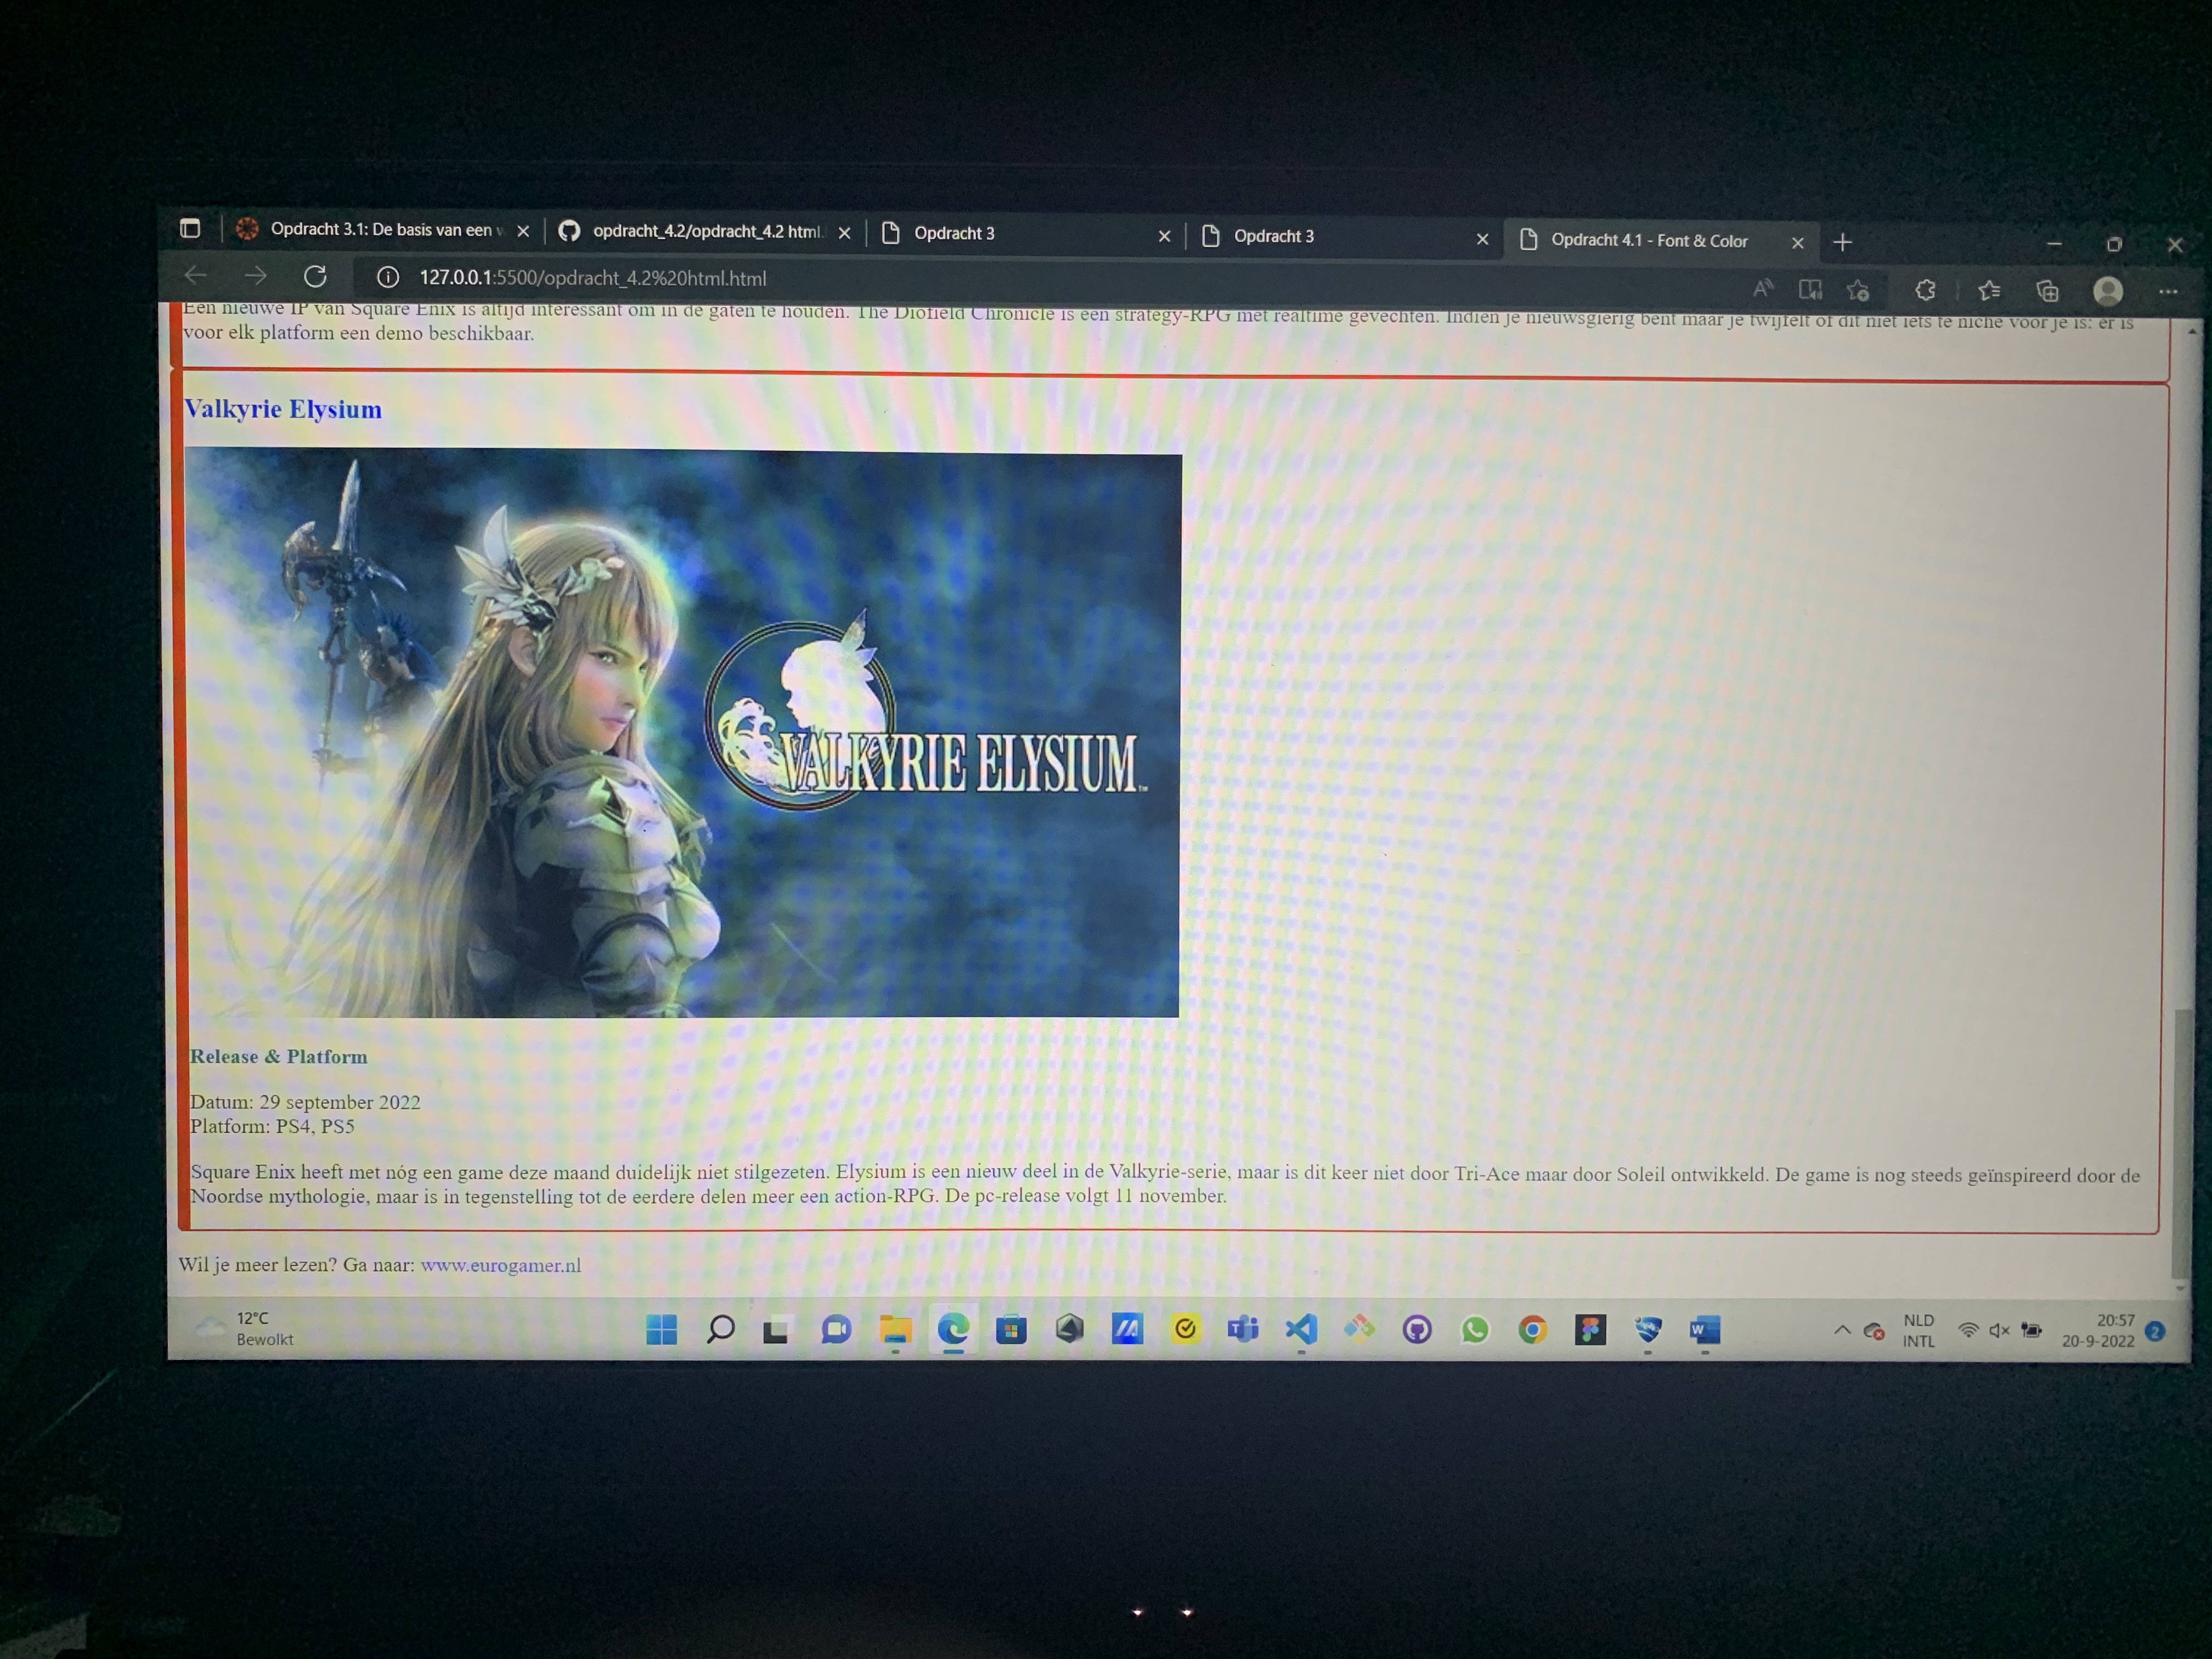 Opdracht 3.1: De basis van een w
opdracht_4.2/opdracht_4.2 html.
Opdracht 3
Opdracht 3
Opdracht 4.1 - Font & Color
127.0.0.1:5500/opdracht_4.2%20html.html
Een nieuwe IP van Square Enix is altijd interessant om in de gaten te houden. The Diofield Chronicle is een strategy-RPG met realtime gevechten. Indien je nieuwsgierig bent maar je twijfelt of dit niet iets te niche voor je is: er is
voor elk platform een demo beschikbaar.
Valkyrie Elysium
VALKYRIE ELYSIUM™
Release & Platform
Datum: 29 september 2022
Platform: PS4, PS5
Square Enix heeft met nóg een game deze maand duidelijk niet stilgezeten. Elysium is een nieuw deel in de Valkyrie-serie, maar is dit keer niet door Tri-Ace maar door Soleil ontwikkeld. De game is nog steeds geïnspireerd door de
Noordse mythologie, maar is in tegenstelling tot de eerdere delen meer een action-RPG. De pc-release volgt 11 november.
Wil je meer lezen? Ga naar: www.eurogamer.nl
12°C
Bewolkt
NLD
INTL
20:57
20-9-2022
2